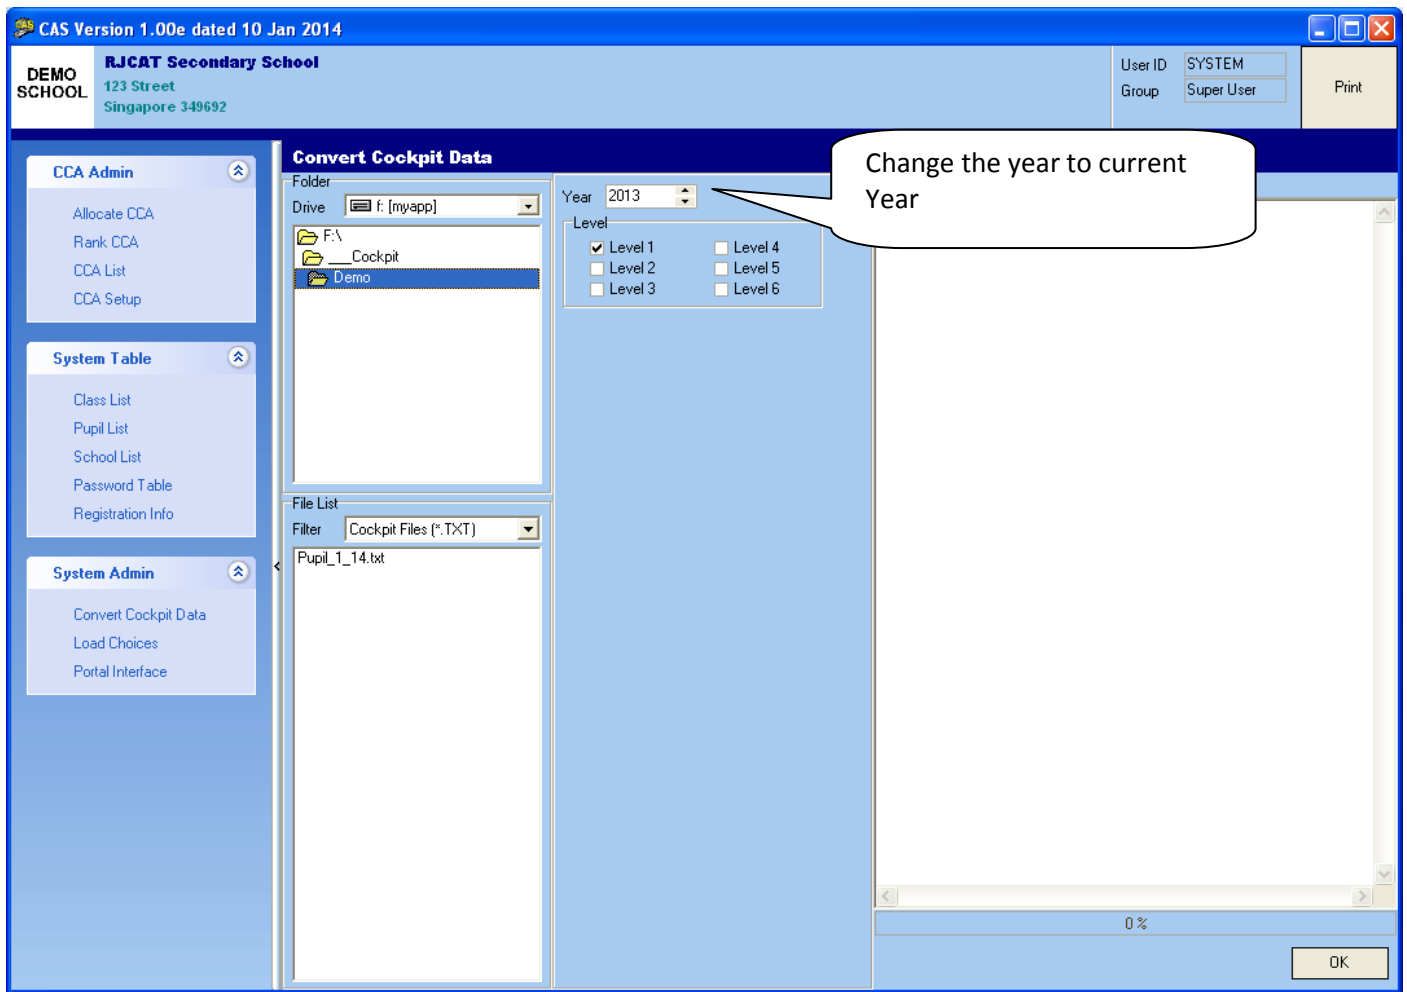 CAS Version 1.00e dated 10 Jan 2014
DEMO
SCHOOL
RJCAT Secondary School
123 Street
Singapore 349692
User ID SYSTEM
Group Super User
Print
CCA Admin
Allocate CCA
Rank CCA
CCA List
CCA Setup
System Table
Class List
Pupil List
School List
Password Table
Registration Info
System Admin
Convert Cockpit Data
Load Choices
Portal Interface
Convert Cockpit Data
Folder
Drive f: [myapp]
F:\
___Cockpit
Demo
File List
Filter Cockpit Files (*.TXT)
Pupil_1_14.txt
Year 2013
Level
Level 1 Level 4
Level 2 Level 5
Level 3 Level 6
Change the year to current
Year
0 %
OK